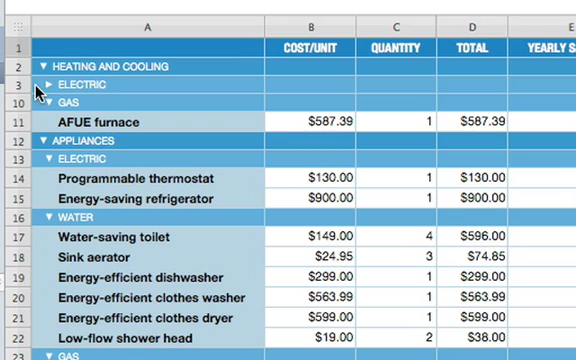 A B C D E
1 COST/UNIT QUANTITY TOTAL YEARLY S
2 ▼ HEATING AND COOLING
3 ▶ ELECTRIC
10 ▼ GAS
11 AFUE furnace $587.39 1 $587.39
12 ▼ APPLIANCES
13 ▼ ELECTRIC
14 Programmable thermostat $130.00 1 $130.00
15 Energy-saving refrigerator $900.00 1 $900.00
16 ▼ WATER
17 Water-saving toilet $149.00 4 $596.00
18 Sink aerator $24.95 3 $74.85
19 Energy-efficient dishwasher $299.00 1 $299.00
20 Energy-efficient clothes washer $563.99 1 $563.99
21 Energy-efficient clothes dryer $599.00 1 $599.00
22 Low-flow shower head $19.00 2 $38.00
23 ▼ GAS